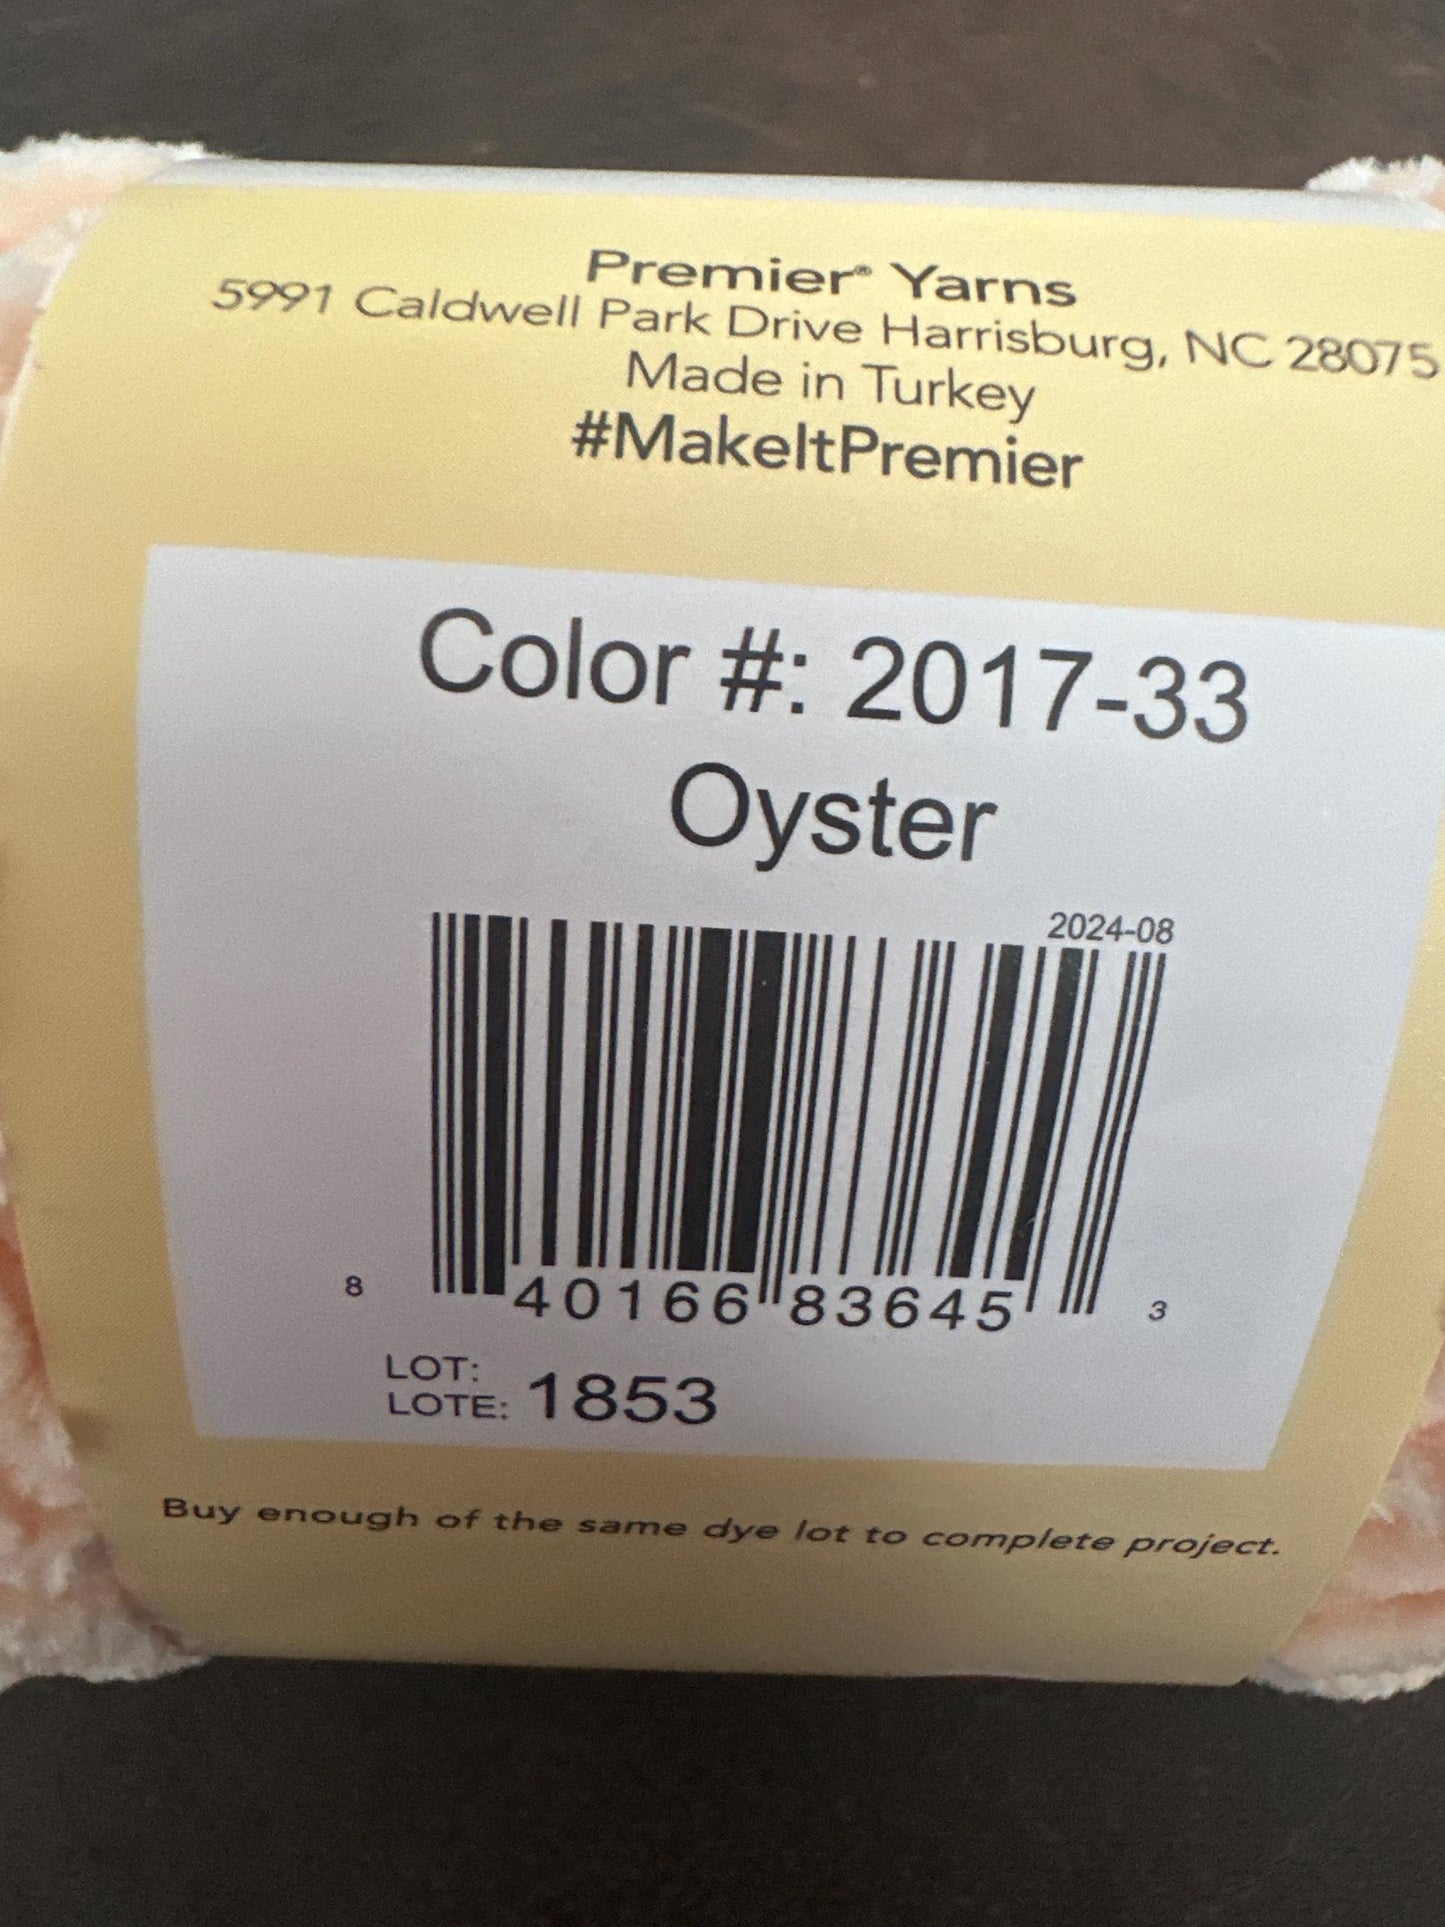 Premier® Yarns
5991 Caldwell Park Drive Harrisburg, NC 28075
Made in Turkey
#MakeItPremier
Color #: 2017-33
Oyster
2024-08
8 40166 83645 3
LOT:
LOTE: 1853
Buy enough of the same dye lot to complete project.